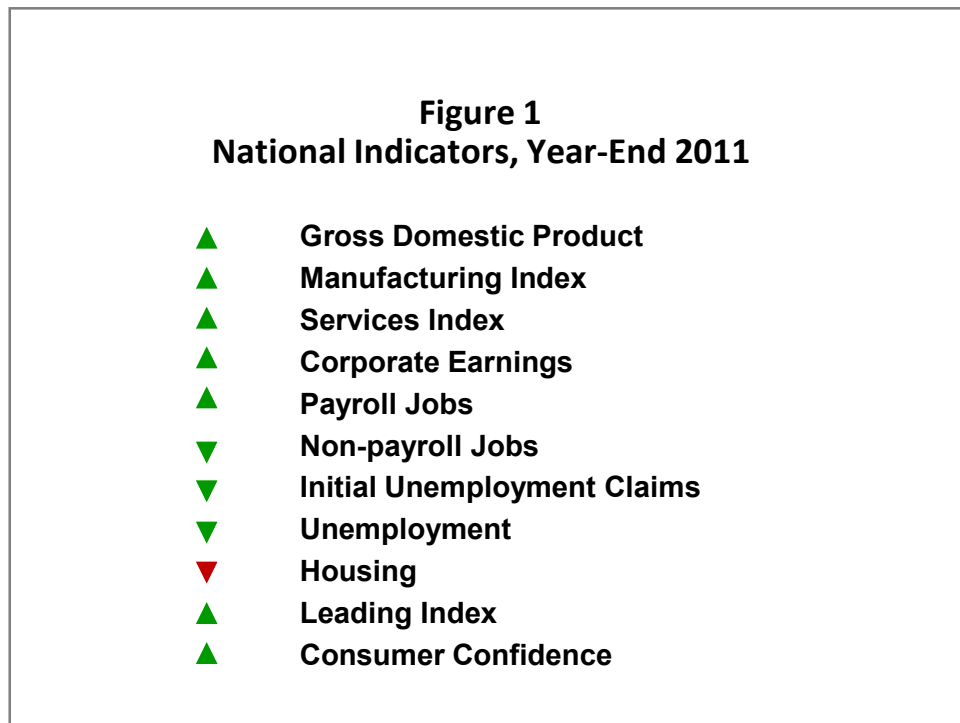 Figure 1
National Indicators, Year-End 2011
Gross Domestic Product
Manufacturing Index
Services Index
Corporate Earnings
Payroll Jobs
Non-payroll Jobs
Initial Unemployment Claims
Unemployment
Housing
Leading Index
Consumer Confidence